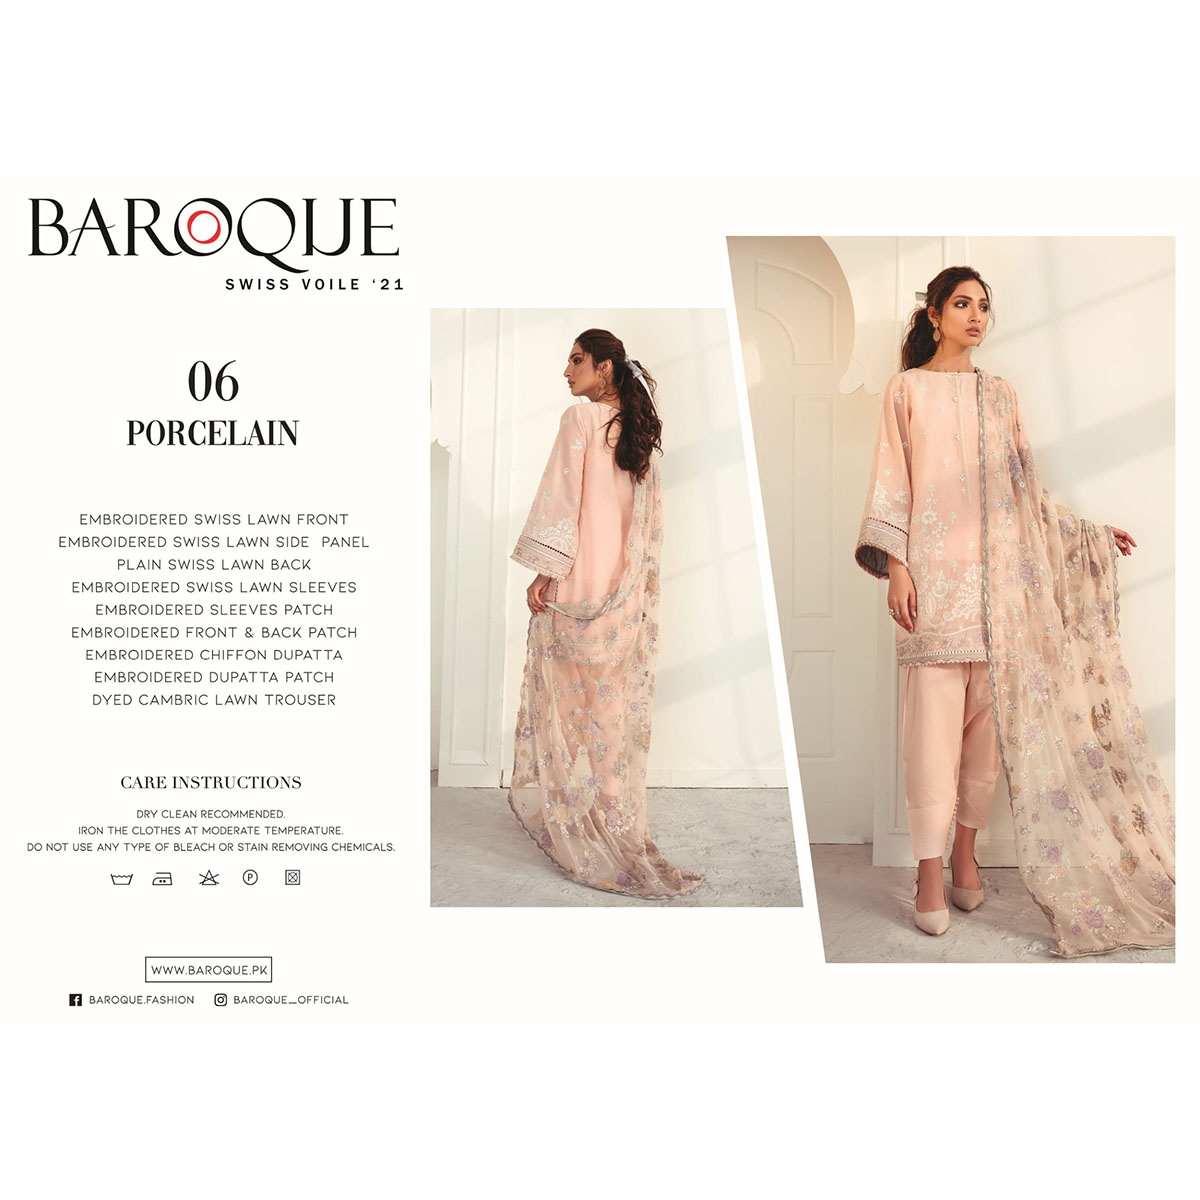 BAROQUE
SWISS VOILE ‘21
06
PORCELAIN
EMBROIDERED SWISS LAWN FRONT
EMBROIDERED SWISS LAWN SIDE PANEL
PLAIN SWISS LAWN BACK
EMBROIDERED SWISS LAWN SLEEVES
EMBROIDERED SLEEVES PATCH
EMBROIDERED FRONT & BACK PATCH
EMBROIDERED CHIFFON DUPATTA
EMBROIDERED DUPATTA PATCH
DYED CAMBRIC LAWN TROUSER
CARE INSTRUCTIONS
DRY CLEAN RECOMMENDED.
IRON THE CLOTHES AT MODERATE TEMPERATURE.
DO NOT USE ANY TYPE OF BLEACH OR STAIN REMOVING CHEMICALS.
P
WWW.BAROQUE.PK
BAROQUE.FASHION BAROQUE_OFFICIAL